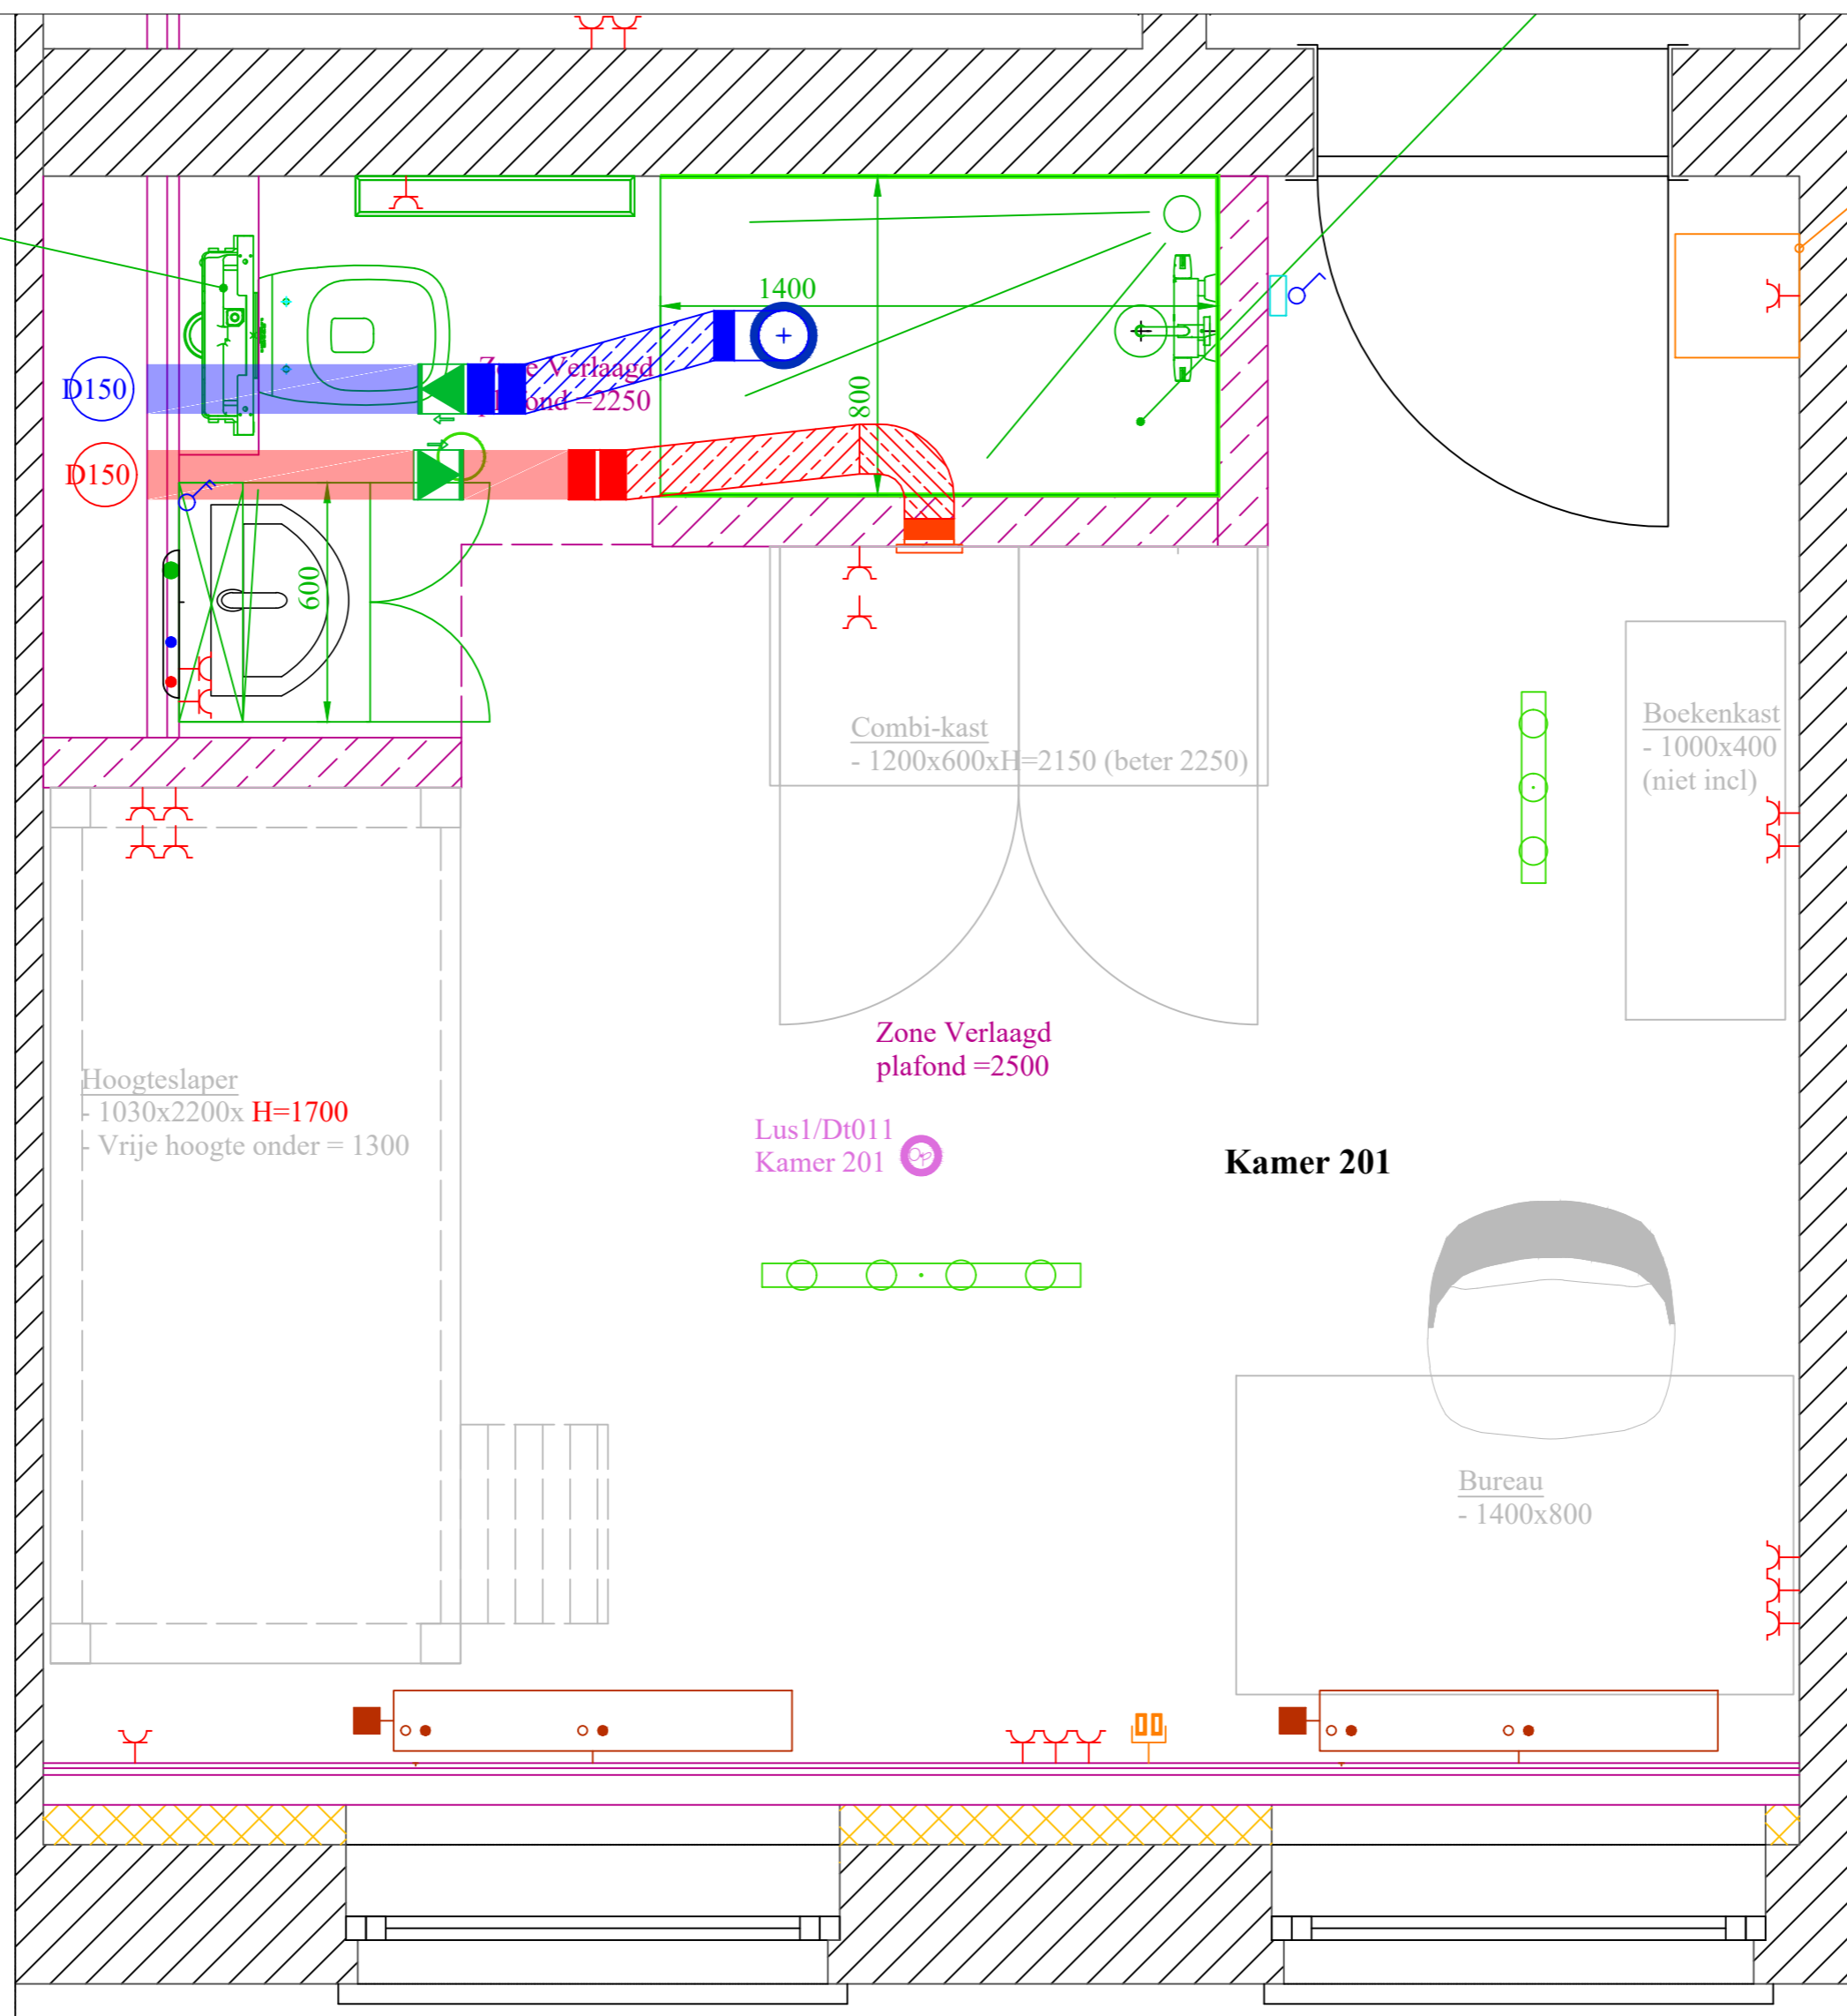 1400
D150
Zone Verlaagd
plafond =2250
800
D150
600
Combi-kast
- 1200x600xH=2150 (beter 2250)
Boekenkast
- 1000x400
(niet incl)
Zone Verlaagd
plafond =2500
Hoogteslaper
- 1030x2200x H=1700
- Vrije hoogte onder = 1300
Lus1/Dt011
Kamer 201
Kamer 201
Bureau
- 1400x800